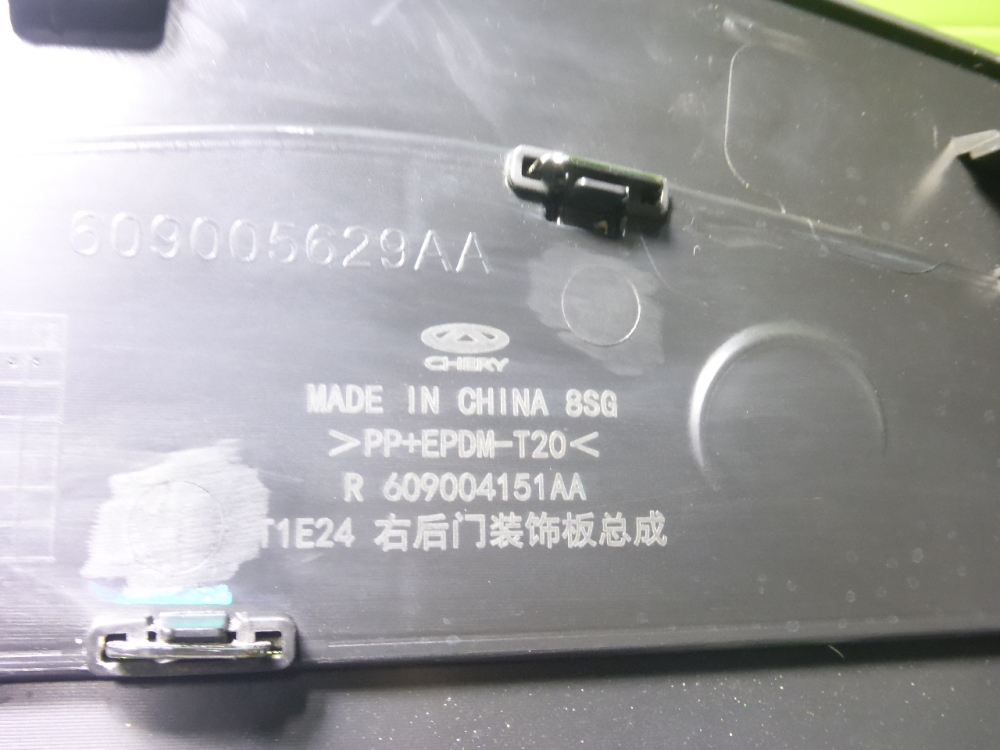 609005629AA
CHERY
MADE IN CHINA 8SG
>PP+EPDM-T20<
R 609004151AA
T1E24 右后门装饰板总成